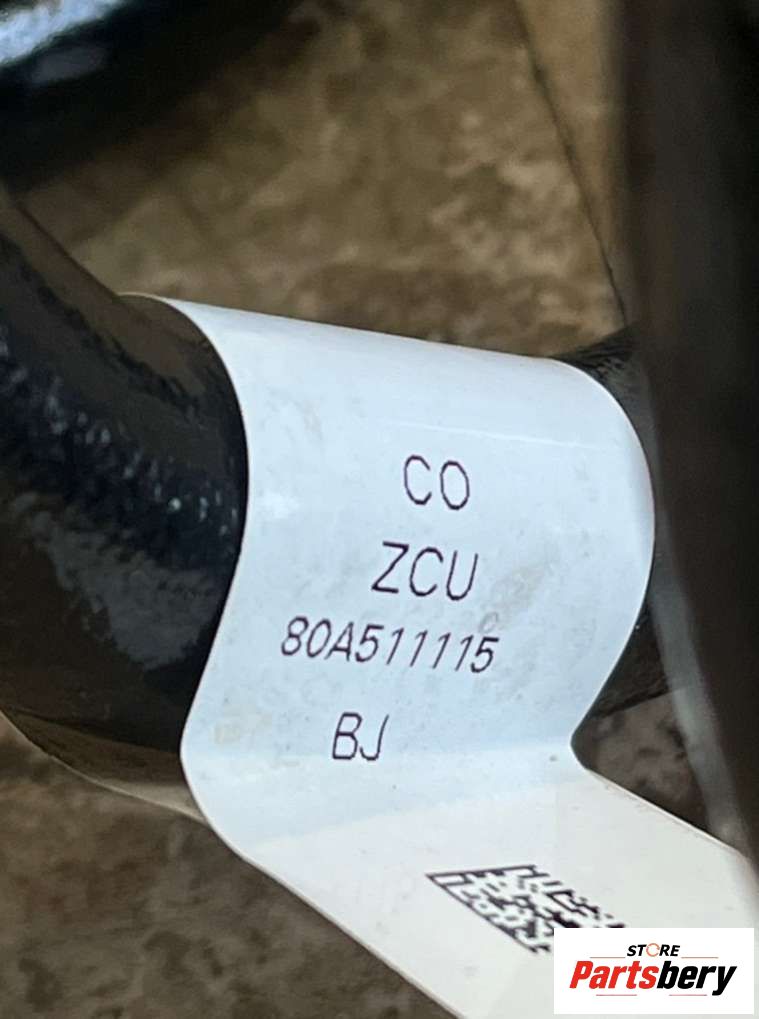 CO
ZCU
80A511115
BJ
STORE
Partsbery